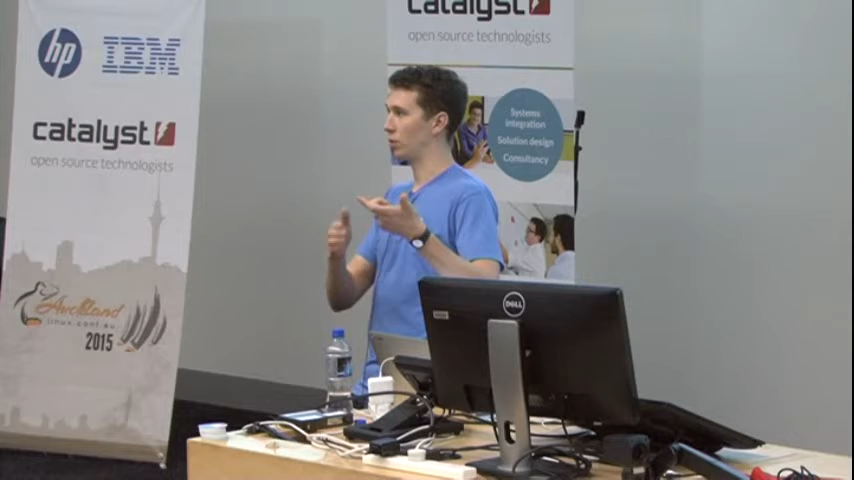 hp
IBM
catalyst
open source technologists
Auckland
linux.conf.au
2015
catalyst
open source technologists
Systems
integration
Solution design
Consultancy
DELL